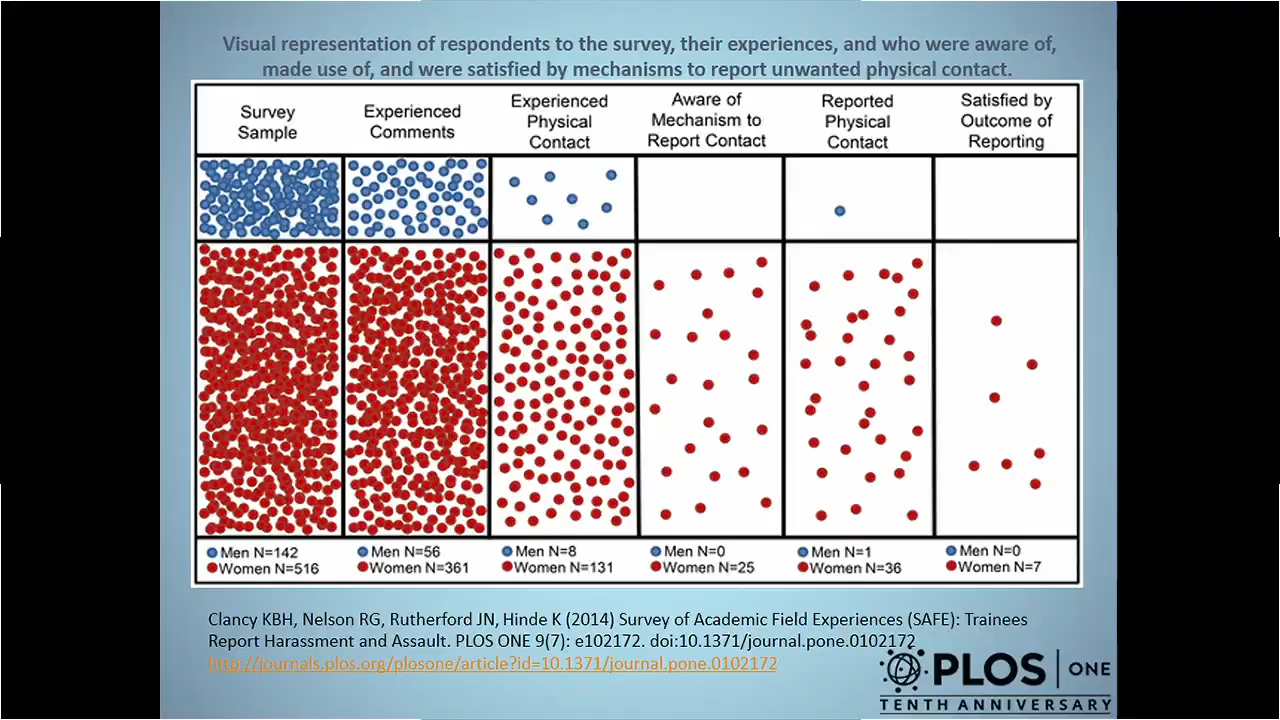 Visual representation of respondents to the survey, their experiences, and who were aware of,
made use of, and were satisfied by mechanisms to report unwanted physical contact.
Survey
Sample
Experienced
Comments
Experienced
Physical
Contact
Aware of
Mechanism to
Report Contact
Reported
Physical
Contact
Satisfied by
Outcome of
Reporting
Men N=142
Women N=516
Men N=56
Women N=361
Men N=8
Women N=131
Men N=0
Women N=25
Men N=1
Women N=36
Men N=0
Women N=7
Clancy KBH, Nelson RG, Rutherford JN, Hinde K (2014) Survey of Academic Field Experiences (SAFE): Trainees
Report Harassment and Assault. PLOS ONE 9(7): e102172. doi:10.1371/journal.pone.0102172
http://journals.plos.org/plosone/article?id=10.1371/journal.pone.0102172
PLOS | ONE
TENTH ANNIVERSARY